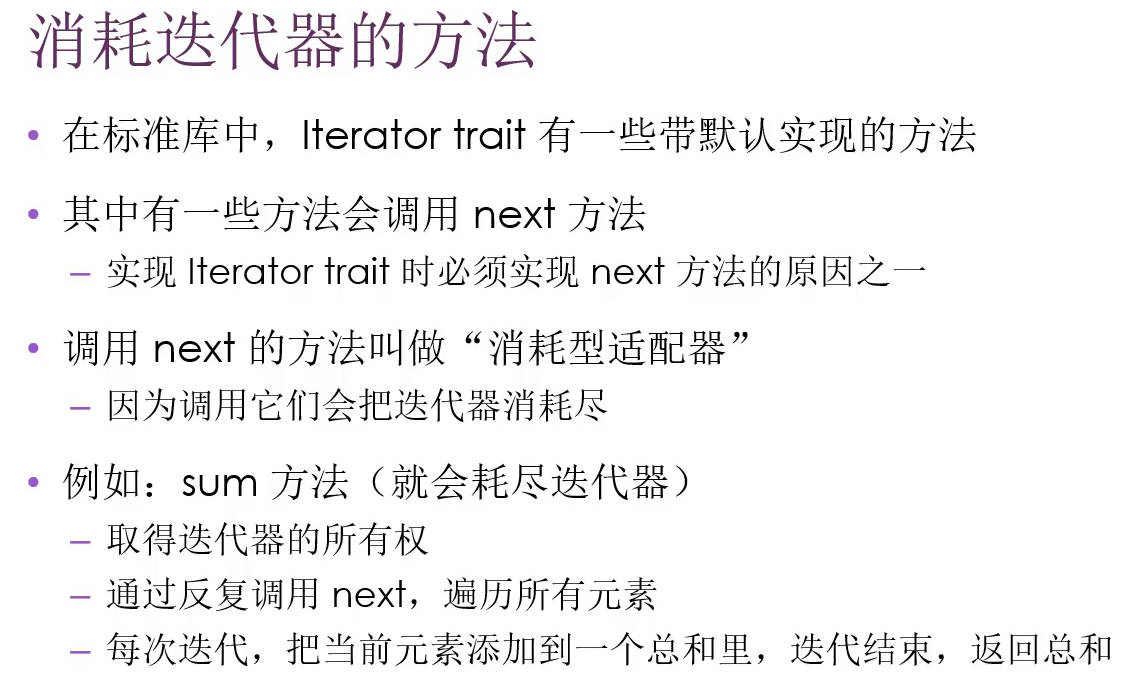 消耗迭代器的方法
• 在标准库中，Iterator trait 有一些带默认实现的方法
• 其中有一些方法会调用 next 方法
– 实现 Iterator trait 时必须实现 next 方法的原因之一
• 调用 next 的方法叫做“消耗型适配器”
– 因为调用它们会把迭代器消耗尽
• 例如：sum 方法（就会耗尽迭代器）
– 取得迭代器的所有权
– 通过反复调用 next，遍历所有元素
– 每次迭代，把当前元素添加到一个总和里，迭代结束，返回总和